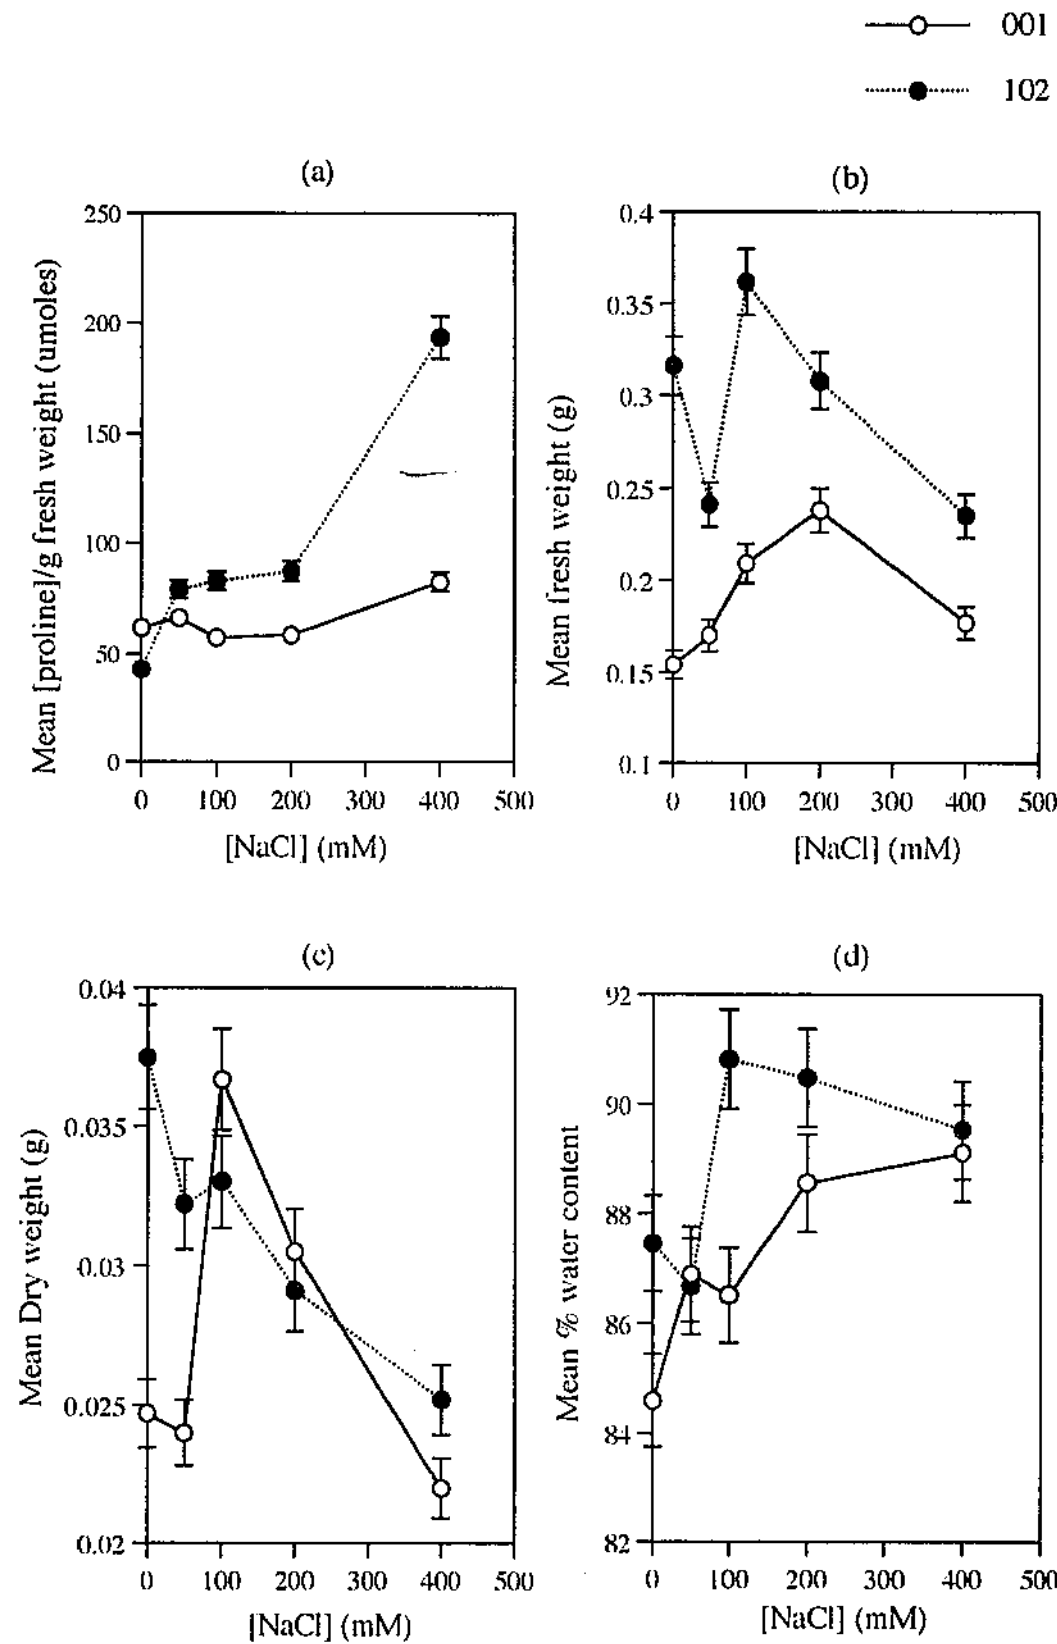 001
102
(a)
250
200
150
100
50
0
Mean [proline]/g fresh weight (umoles)
0 100 200 300 400 500
[NaCl] (mM)
(b)
0.4
0.35
0.3
0.25
0.2
0.15
0.1
Mean fresh weight (g)
0 100 200 300 400 500
[NaCl] (mM)
(c)
0.04
0.035
0.03
0.025
0.02
Mean Dry weight (g)
0 100 200 300 400 500
[NaCl] (mM)
(d)
92
90
88
86
84
82
Mean % water content
0 100 200 300 400 500
[NaCl] (mM)